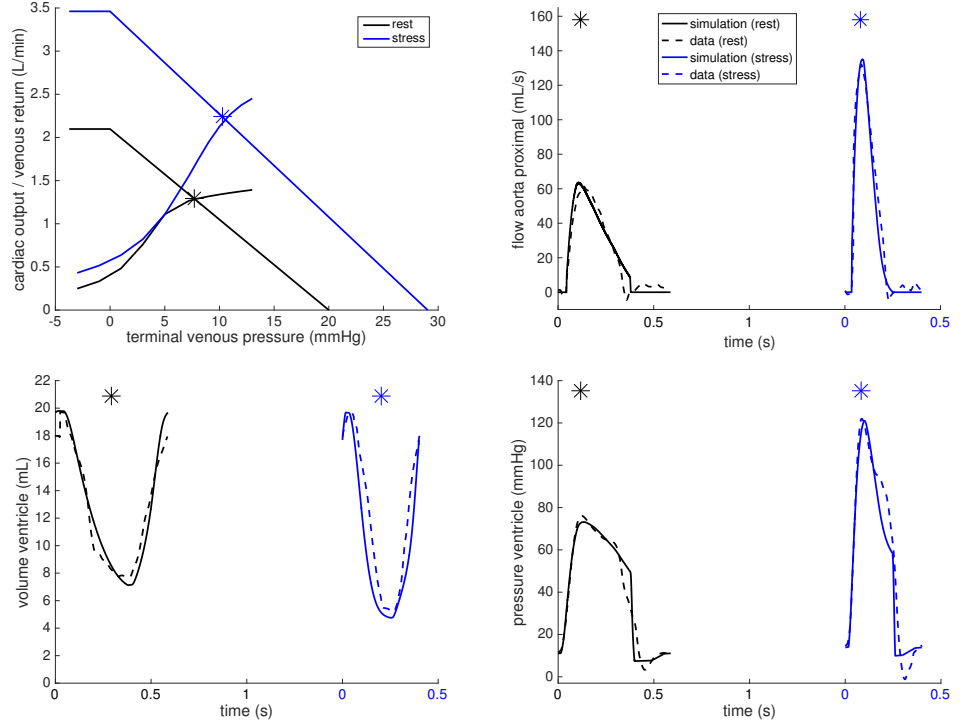 3.5
3
2.5
2
1.5
1
0.5
0
-5 0 5 10 15 20 25 30
cardiac output / venous return (L/min)
terminal venous pressure (mmHg)
rest
stress
160
140
120
100
80
60
40
20
0
0 0.5 1 0 0.5
flow aorta proximal (mL/s)
time (s)
simulation (rest)
data (rest)
simulation (stress)
data (stress)
22
20
18
16
14
12
10
8
6
4
2
0
0 0.5 1 0 0.5
volume ventricle (mL)
time (s)
140
120
100
80
60
40
20
0
0 0.5 1 0 0.5
pressure ventricle (mmHg)
time (s)